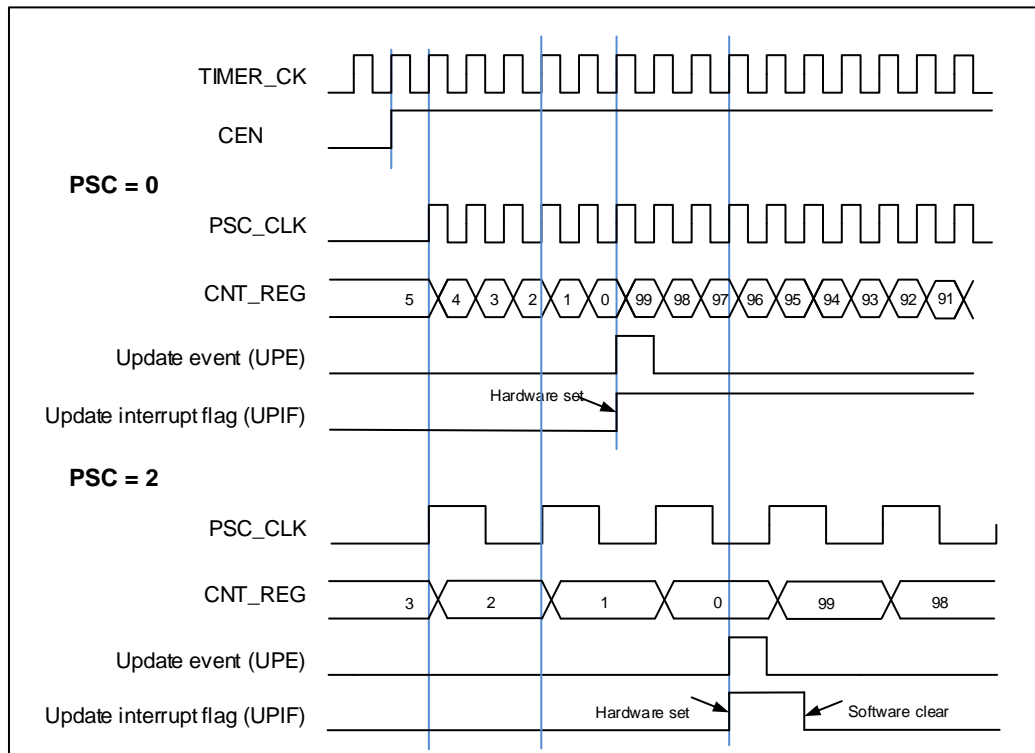 TIMER_CK
CEN
PSC = 0
PSC_CLK
CNT_REG 5 4 3 2 1 0 99 98 97 96 95 94 93 92 91
Update event (UPE)
Hardware set
Update interrupt flag (UPIF)
PSC = 2
PSC_CLK
CNT_REG 3 2 1 0 99 98
Update event (UPE)
Update interrupt flag (UPIF) Hardware set Software clear